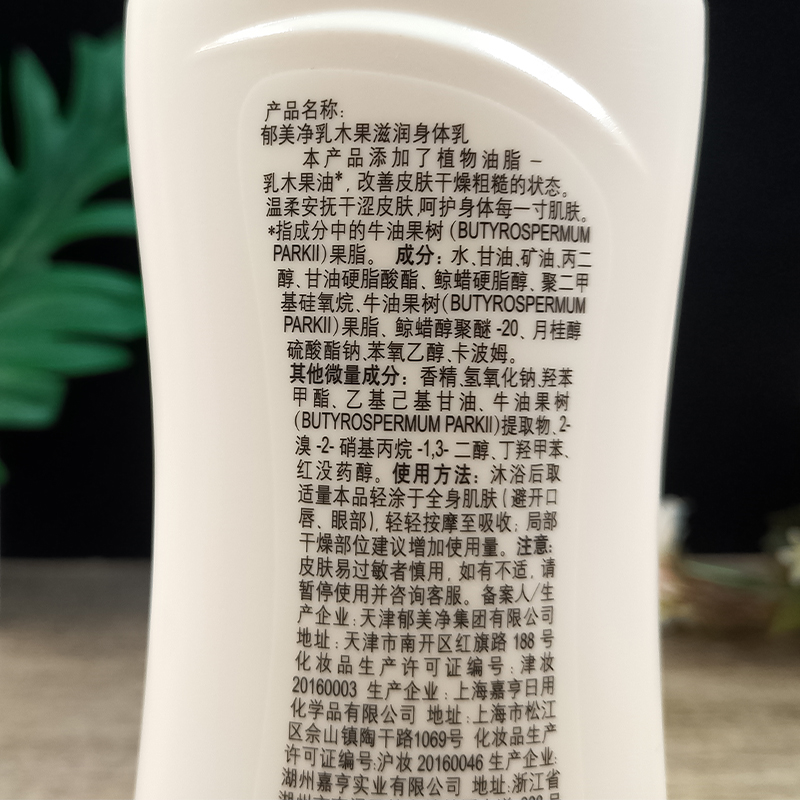 产品名称:
郁美净乳木果滋润身体乳
本产品添加了植物油脂-
乳木果油*,改善皮肤干燥粗糙的状态。
温柔安抚干涩皮肤,呵护身体每一寸肌肤。
*指成分中的牛油果树(BUTYROSPERMUM
PARKII)果脂。 成分:水、甘油、矿油、丙二
醇、甘油硬脂酸酯、鲸蜡硬脂醇、聚二甲
基硅氧烷、牛油果树(BUTYROSPERMUM
PARKII)果脂、鲸蜡醇聚醚-20、月桂醇
硫酸酯钠、苯氧乙醇、卡波姆。
其他微量成分:香精、氢氧化钠、羟苯
甲酯、乙基己基甘油、牛油果树
(BUTYROSPERMUM PARKII)提取物、2-
溴-2-硝基丙烷-1,3-二醇、丁羟甲苯、
红没药醇。使用方法:沐浴后取
适量本品轻涂于全身肌肤(避开口
唇、眼部),轻轻按摩至吸收;局部
干燥部位建议增加使用量。注意:
皮肤易过敏者慎用,如有不适,请
暂停使用并咨询客服。备案人/生
产企业:天津郁美净集团有限公司
地址:天津市南开区红旗路188号
化妆品生产许可证编号:津妆
20160003 生产企业:上海嘉亨日用
化学品有限公司 地址:上海市松江
区佘山镇陶干路1069号 化妆品生产
许可证编号:沪妆20160046 生产企业:
湖州嘉亨实业有限公司 地址:浙江省